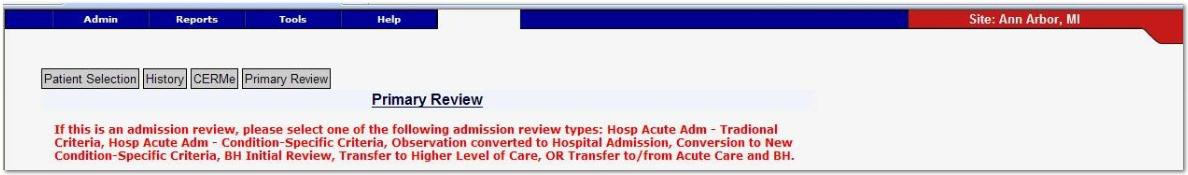 Admin Reports Tools Help Site: Ann Arbor, MI
Patient Selection History CERMe Primary Review
Primary Review
If this is an admission review, please select one of the following admission review types: Hosp Acute Adm - Tradional
Criteria, Hosp Acute Adm - Condition-Specific Criteria, Observation converted to Hospital Admission, Conversion to New
Condition-Specific Criteria, BH Initial Review, Transfer to Higher Level of Care, OR Transfer to/from Acute Care and BH.